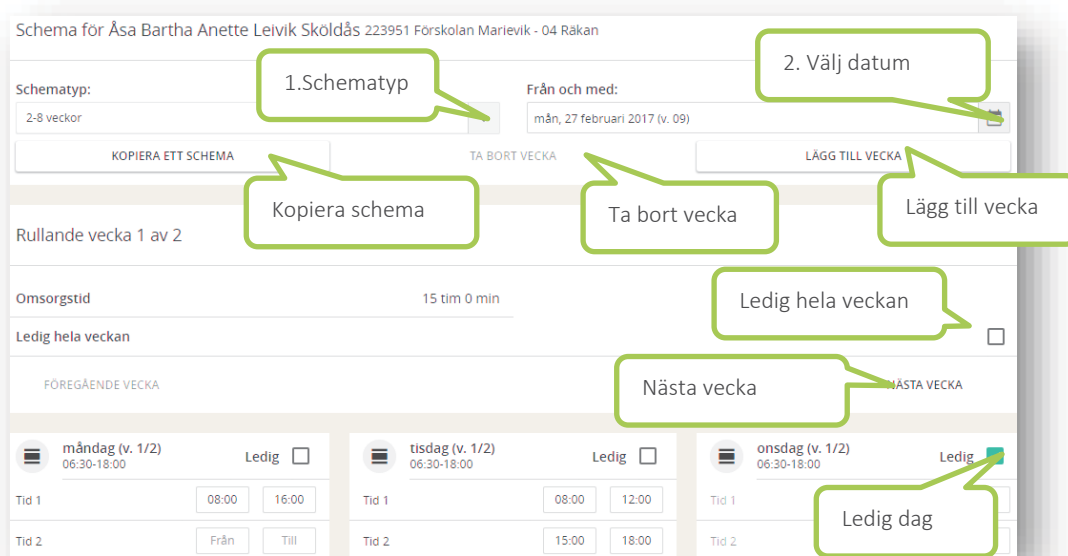 Schema för Åsa Bartha Anette Leivik Sköldås 223951 Förskolan Marievik - 04 Räkan
1.Schematyp
2. Välj datum
Schematyp:
Från och med:
2-8 veckor
mån, 27 februari 2017 (v. 09)
KOPIERA ETT SCHEMA
TA BORT VECKA
LÄGG TILL VECKA
Kopiera schema
Ta bort vecka
Lägg till vecka
Rullande vecka 1 av 2
Omsorgstid
15 tim 0 min
Ledig hela veckan
Ledig hela veckan
FÖREGÅENDE VECKA
Nästa vecka
NÄSTA VECKA
måndag (v. 1/2)
06:30-18:00
Ledig
tisdag (v. 1/2)
06:30-18:00
Ledig
onsdag (v. 1/2)
06:30-18:00
Ledig
Tid 1
08:00
16:00
Tid 1
08:00
12:00
Tid 1
Ledig dag
Tid 2
Från
Till
Tid 2
15:00
18:00
Tid 2